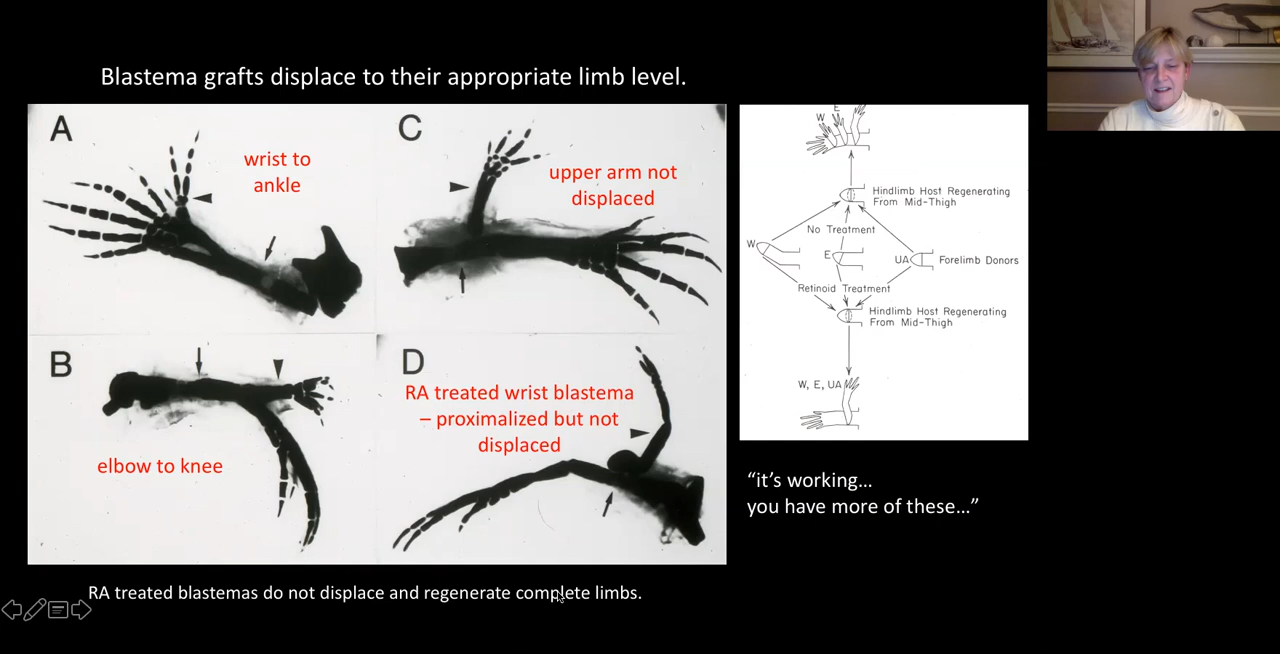 Blastema grafts displace to their appropriate limb level.
A
wrist to
ankle
C
upper arm not
displaced
B
elbow to knee
D
RA treated wrist blastema
– proximalized but not
displaced
E
W
Hindlimb Host Regenerating
From Mid-Thigh
No Treatment
W
E
UA
Forelimb Donors
Retinoid Treatment
Hindlimb Host Regenerating
From Mid-Thigh
W, E, UA
“it’s working…
you have more of these…”
RA treated blastemas do not displace and regenerate complete limbs.